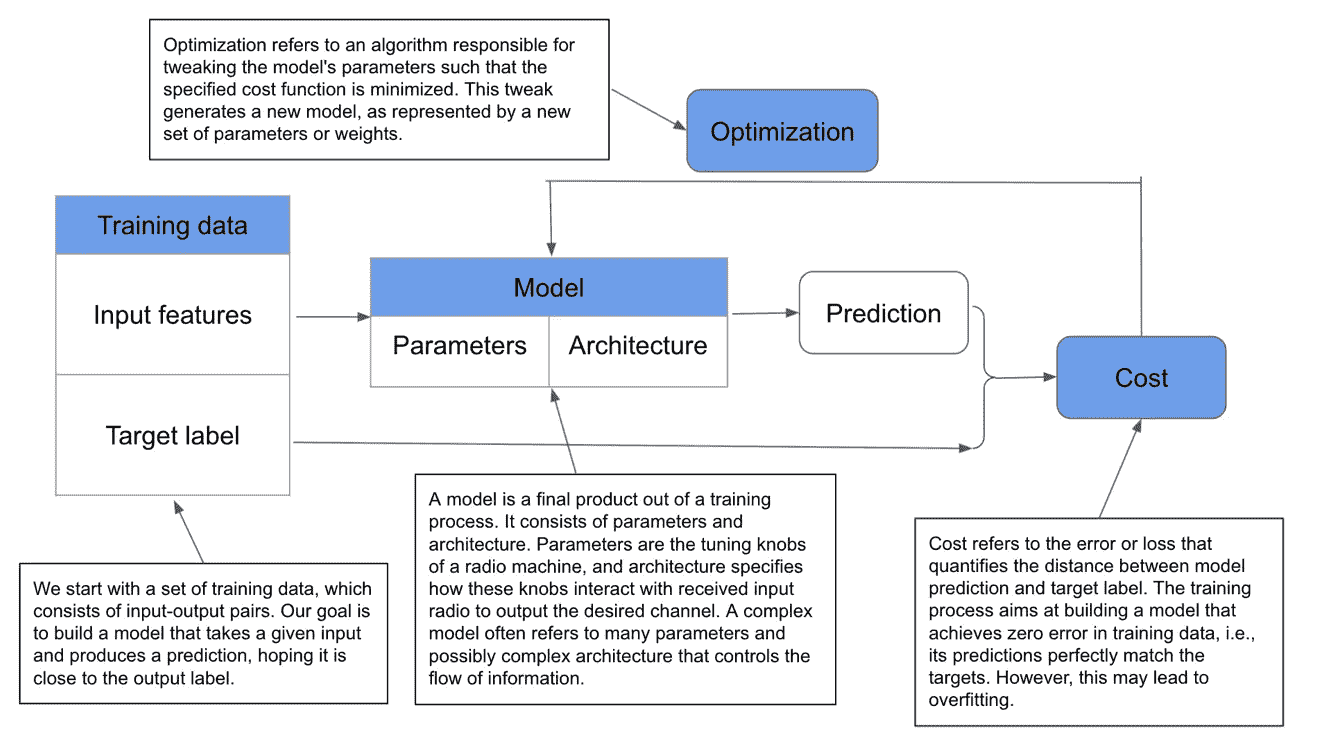 Optimization refers to an algorithm responsible for
tweaking the model's parameters such that the
specified cost function is minimized. This tweak
generates a new model, as represented by a new
set of parameters or weights.
Optimization
Training data
Input features
Target label
Model
Parameters
Architecture
Prediction
Cost
We start with a set of training data, which
consists of input-output pairs. Our goal is
to build a model that takes a given input
and produces a prediction, hoping it is
close to the output label.
A model is a final product out of a training
process. It consists of parameters and
architecture. Parameters are the tuning knobs
of a radio machine, and architecture specifies
how these knobs interact with received input
radio to output the desired channel. A complex
model often refers to many parameters and
possibly complex architecture that controls the
flow of information.
Cost refers to the error or loss that
quantifies the distance between model
prediction and target label. The training
process aims at building a model that
achieves zero error in training data, i.e.,
its predictions perfectly match the
targets. However, this may lead to
overfitting.